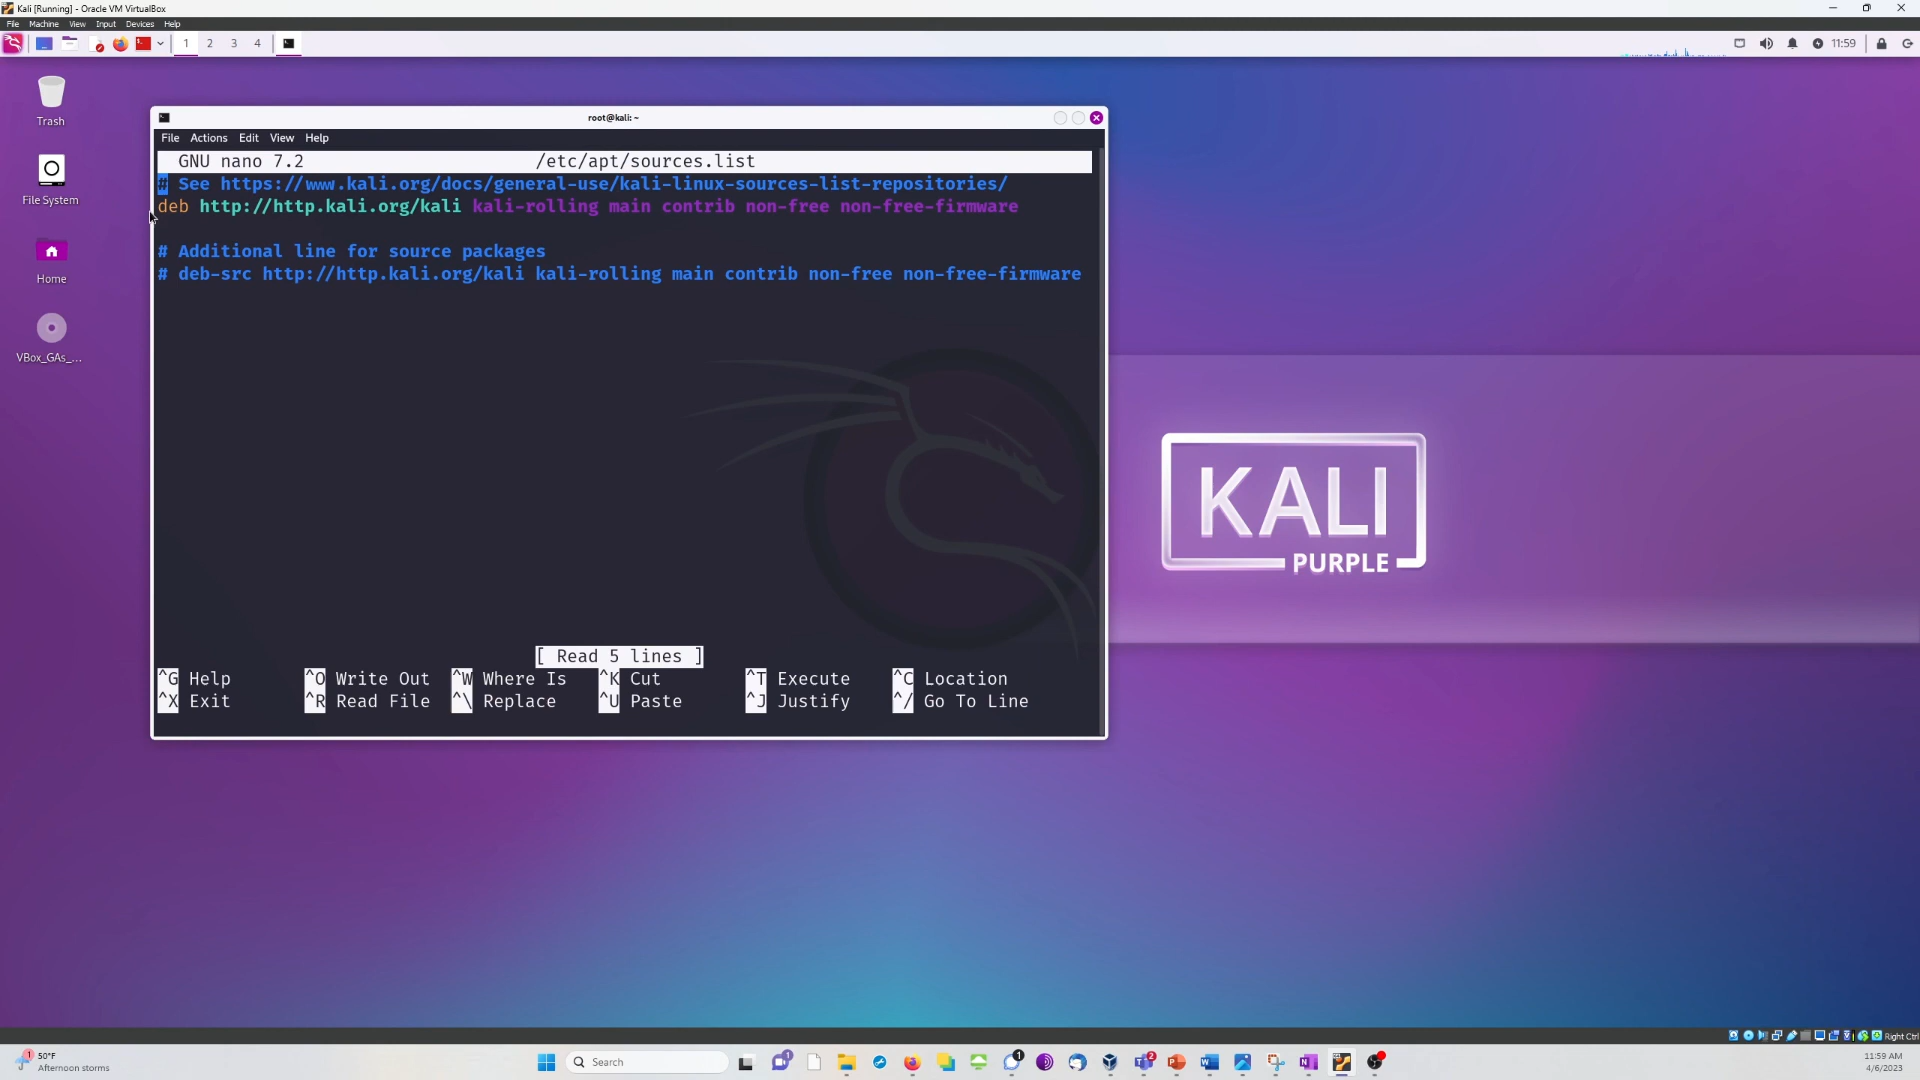 Kali [Running] - Oracle VM VirtualBox
File Machine View Input Devices Help
1 2 3 4
11:59
Trash
File System
Home
VBox_GAs_...
root@kali: ~
File Actions Edit View Help
GNU nano 7.2 /etc/apt/sources.list
# See https://www.kali.org/docs/general-use/kali-linux-sources-list-repositories/
deb http://http.kali.org/kali kali-rolling main contrib non-free non-free-firmware
# Additional line for source packages
# deb-src http://http.kali.org/kali kali-rolling main contrib non-free non-free-firmware
[ Read 5 lines ]
^G Help ^O Write Out ^W Where Is ^K Cut ^T Execute ^C Location
^X Exit ^R Read File ^\ Replace ^U Paste ^J Justify ^/ Go To Line
KALI
PURPLE
Right Ctrl
1
50°F
Afternoon storms
Search
1
1
2
11:59 AM
4/6/2023